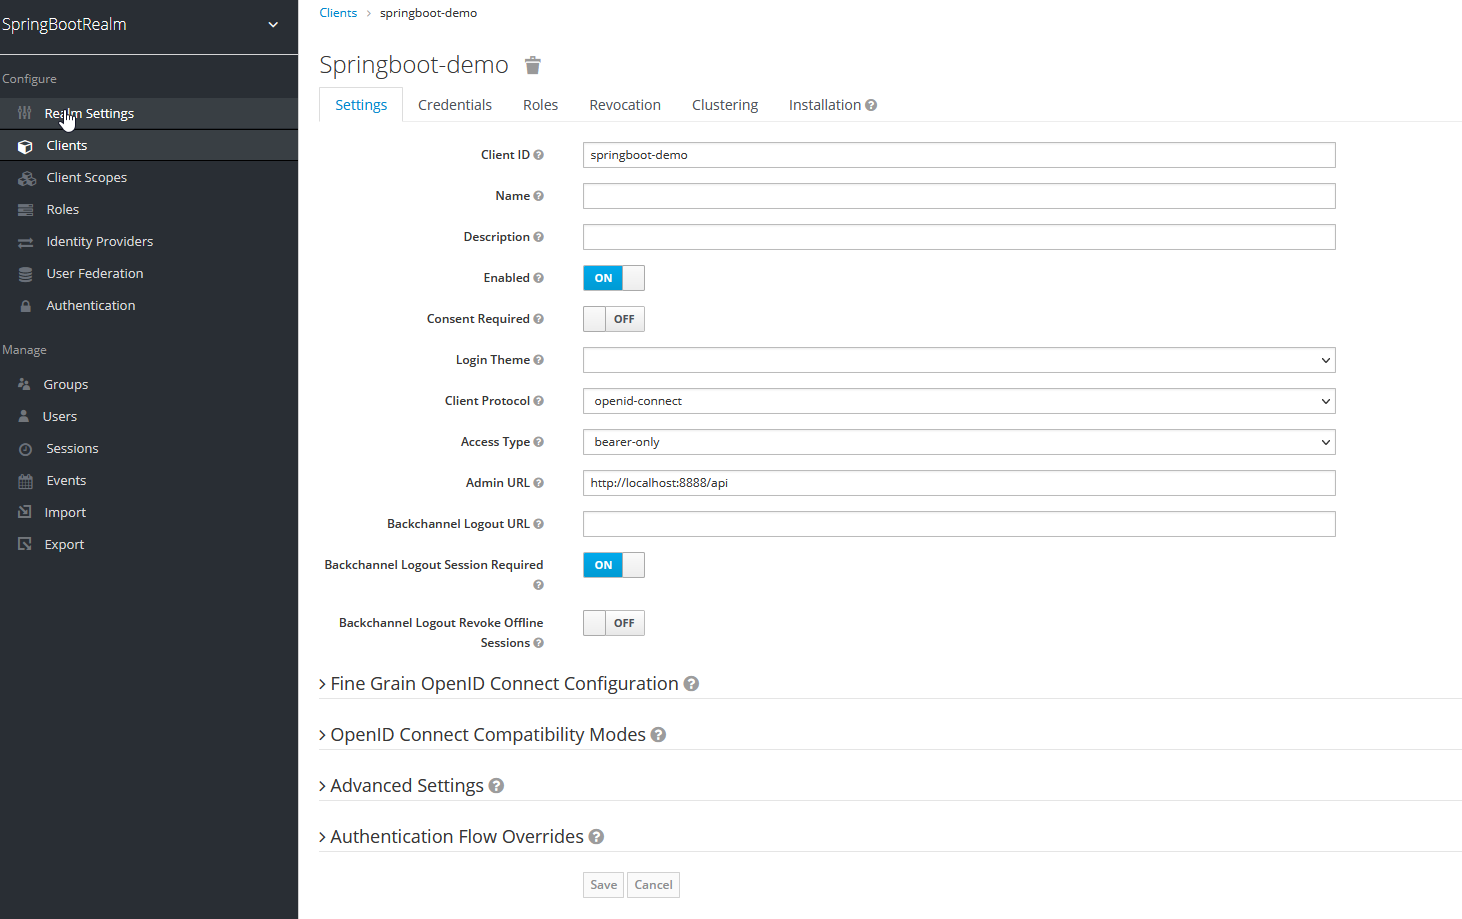 SpringBootRealm
Configure
Realm Settings
Clients
Client Scopes
Roles
Identity Providers
User Federation
Authentication
Manage
Groups
Users
Sessions
Events
Import
Export
Clients > springboot-demo
Springboot-demo
Settings Credentials Roles Revocation Clustering Installation
Client ID springboot-demo
Name
Description
Enabled ON
Consent Required OFF
Login Theme
Client Protocol openid-connect
Access Type bearer-only
Admin URL http://localhost:8888/api
Backchannel Logout URL
Backchannel Logout Session Required ON
Backchannel Logout Revoke Offline OFF
Sessions
Fine Grain OpenID Connect Configuration
OpenID Connect Compatibility Modes
Advanced Settings
Authentication Flow Overrides
Save Cancel